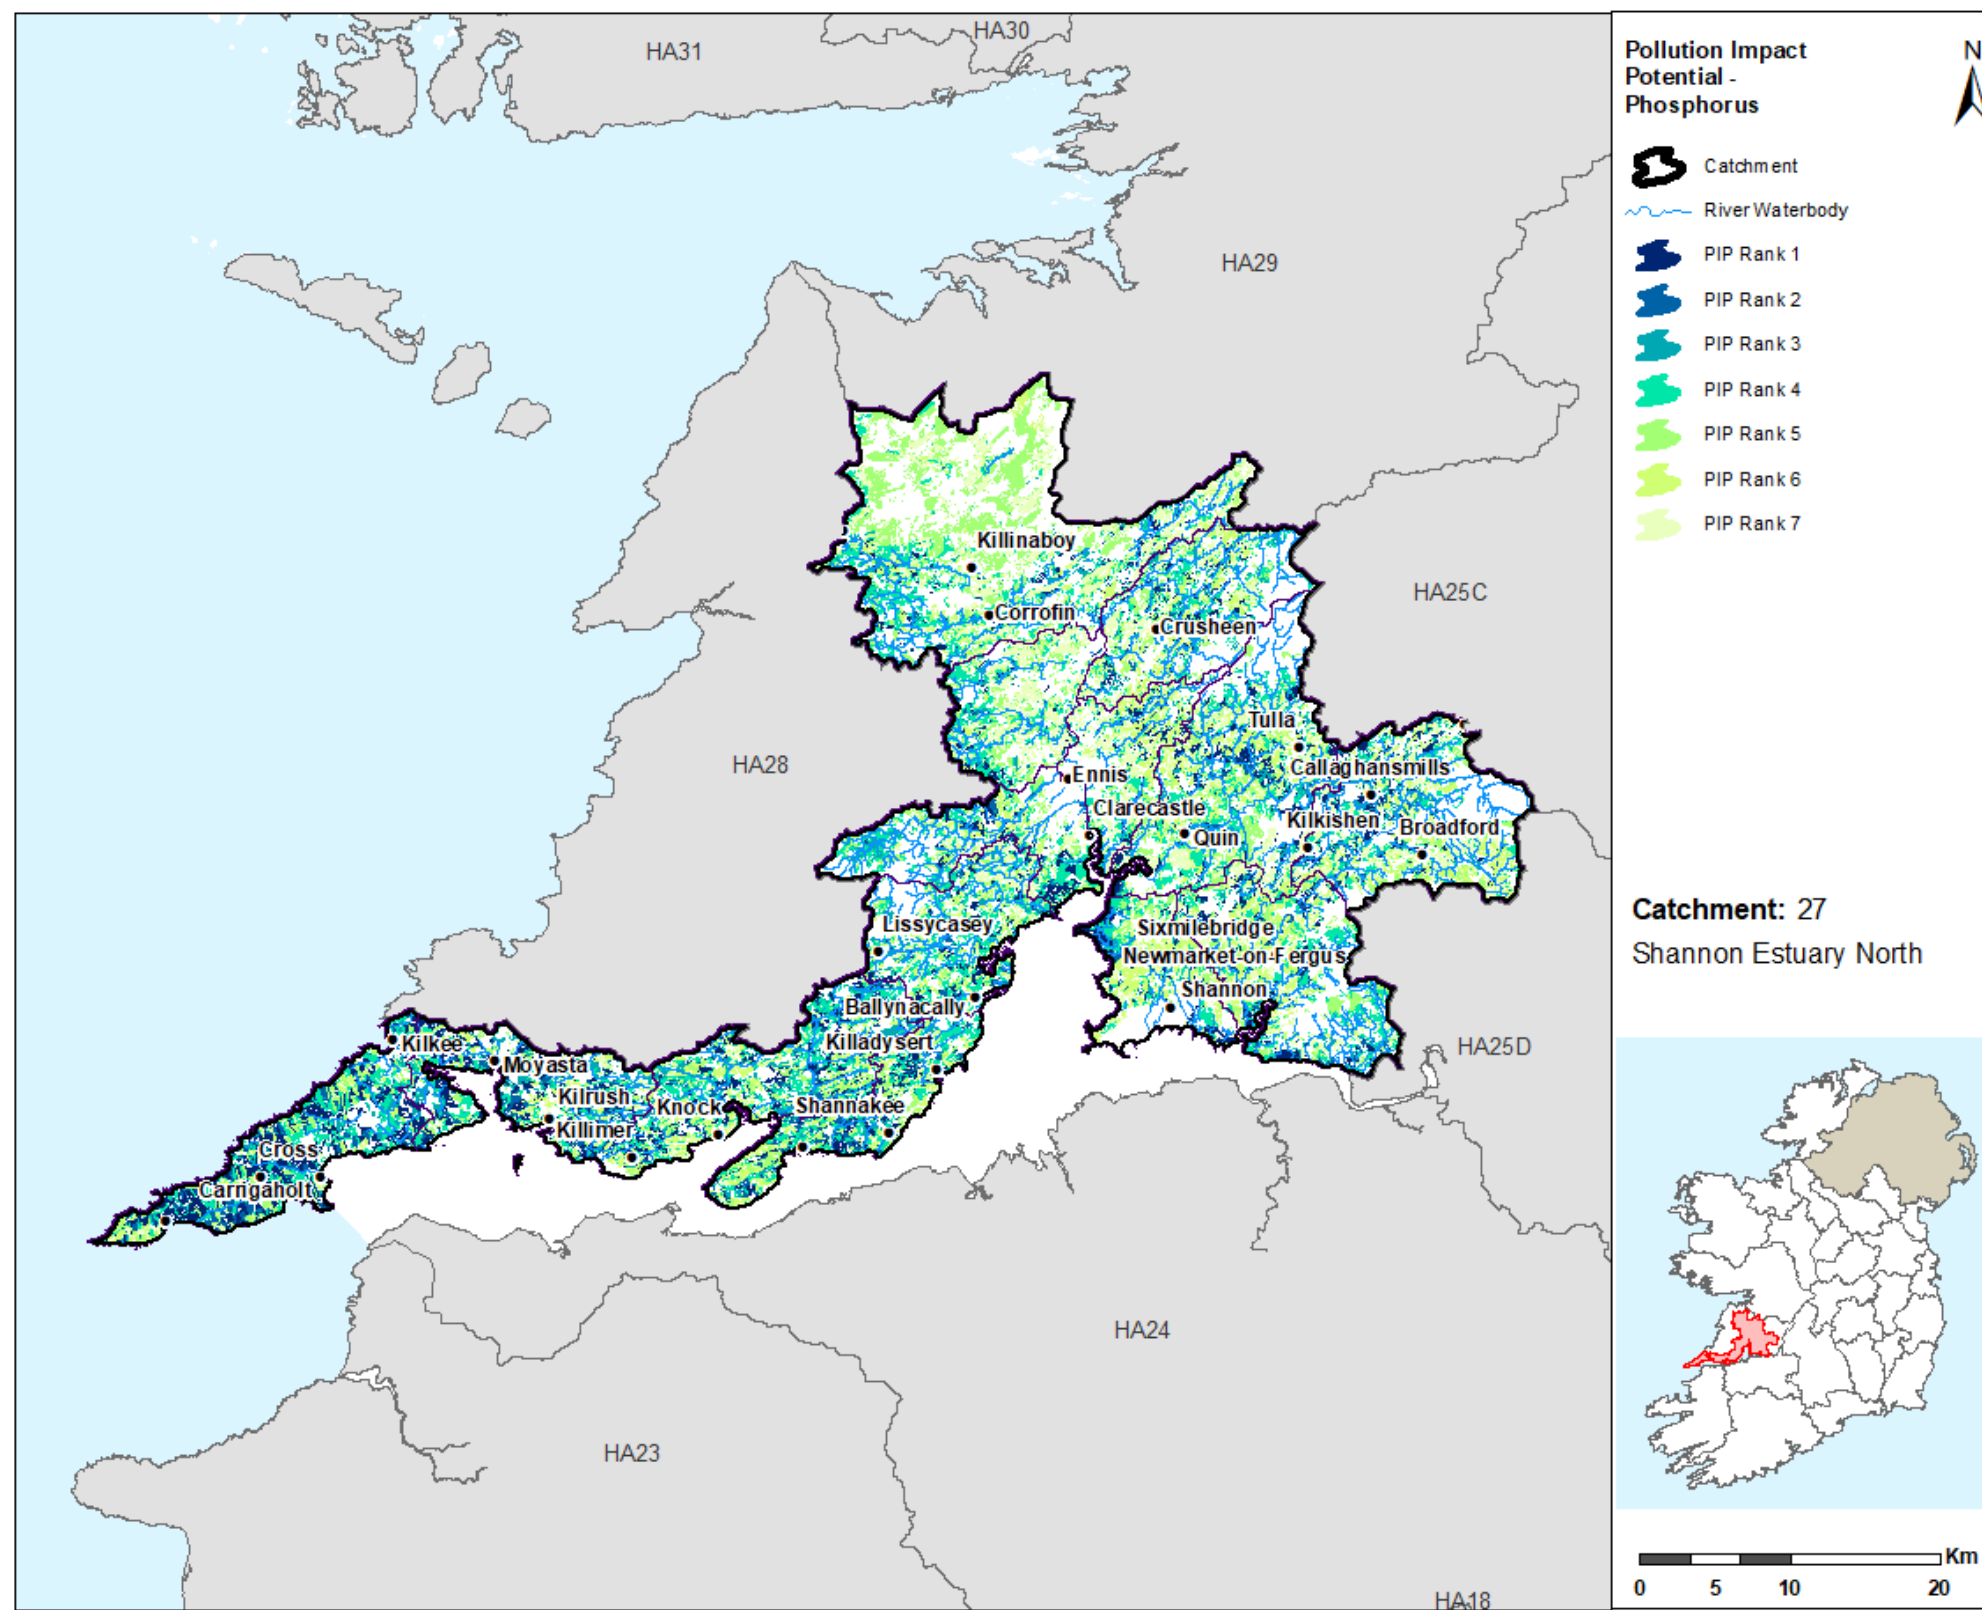 HA31
HA30
HA29
HA25C
HA28
HA25D
HA24
HA23
HA18
Killinaboy
Corrofin
Crusheen
Tulla
Callaghansmills
Ennis
Clarecastle
Kilkishen
Broadford
Quin
Lissycasey
Sixmilebridge
Newmarket-on-Fergus
Shannon
Ballynacally
Killadysert
Kilkee
Moyasta
Kilrush
Knock
Shannakee
Killimer
Cross
Carrigaholt
Pollution Impact
Potential -
Phosphorus
N
Catchment
River Waterbody
PIP Rank 1
PIP Rank 2
PIP Rank 3
PIP Rank 4
PIP Rank 5
PIP Rank 6
PIP Rank 7
Catchment: 27
Shannon Estuary North
Km
0 5 10 20